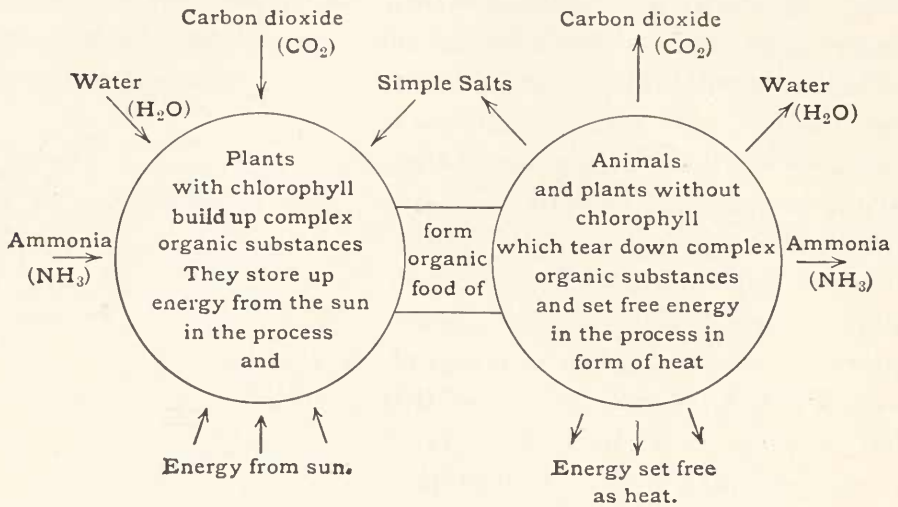 Carbon dioxide
(CO₂)
Carbon dioxide
(CO₂)
Water
(H₂O)
Simple Salts
Water
(H₂O)
Ammonia
(NH₃)
Plants
with chlorophyll
build up complex
organic substances
They store up
energy from the sun
in the process
and
form
organic
food of
Animals
and plants without
chlorophyll
which tear down complex
organic substances
and set free energy
in the process in
form of heat
Ammonia
(NH₃)
Energy from sun.
Energy set free
as heat.